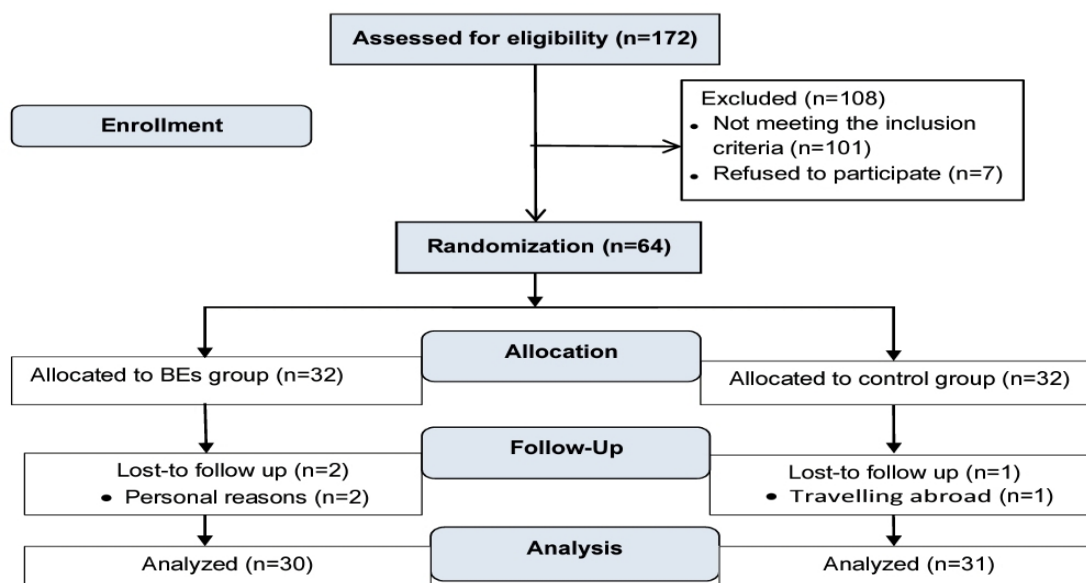 Assessed for eligibility (n=172)
Enrollment
Excluded (n=108)
• Not meeting the inclusion
criteria (n=101)
• Refused to participate (n=7)
Randomization (n=64)
Allocation
Allocated to BEs group (n=32)
Allocated to control group (n=32)
Follow-Up
Lost-to follow up (n=2)
• Personal reasons (n=2)
Lost-to follow up (n=1)
• Travelling abroad (n=1)
Analysis
Analyzed (n=30)
Analyzed (n=31)